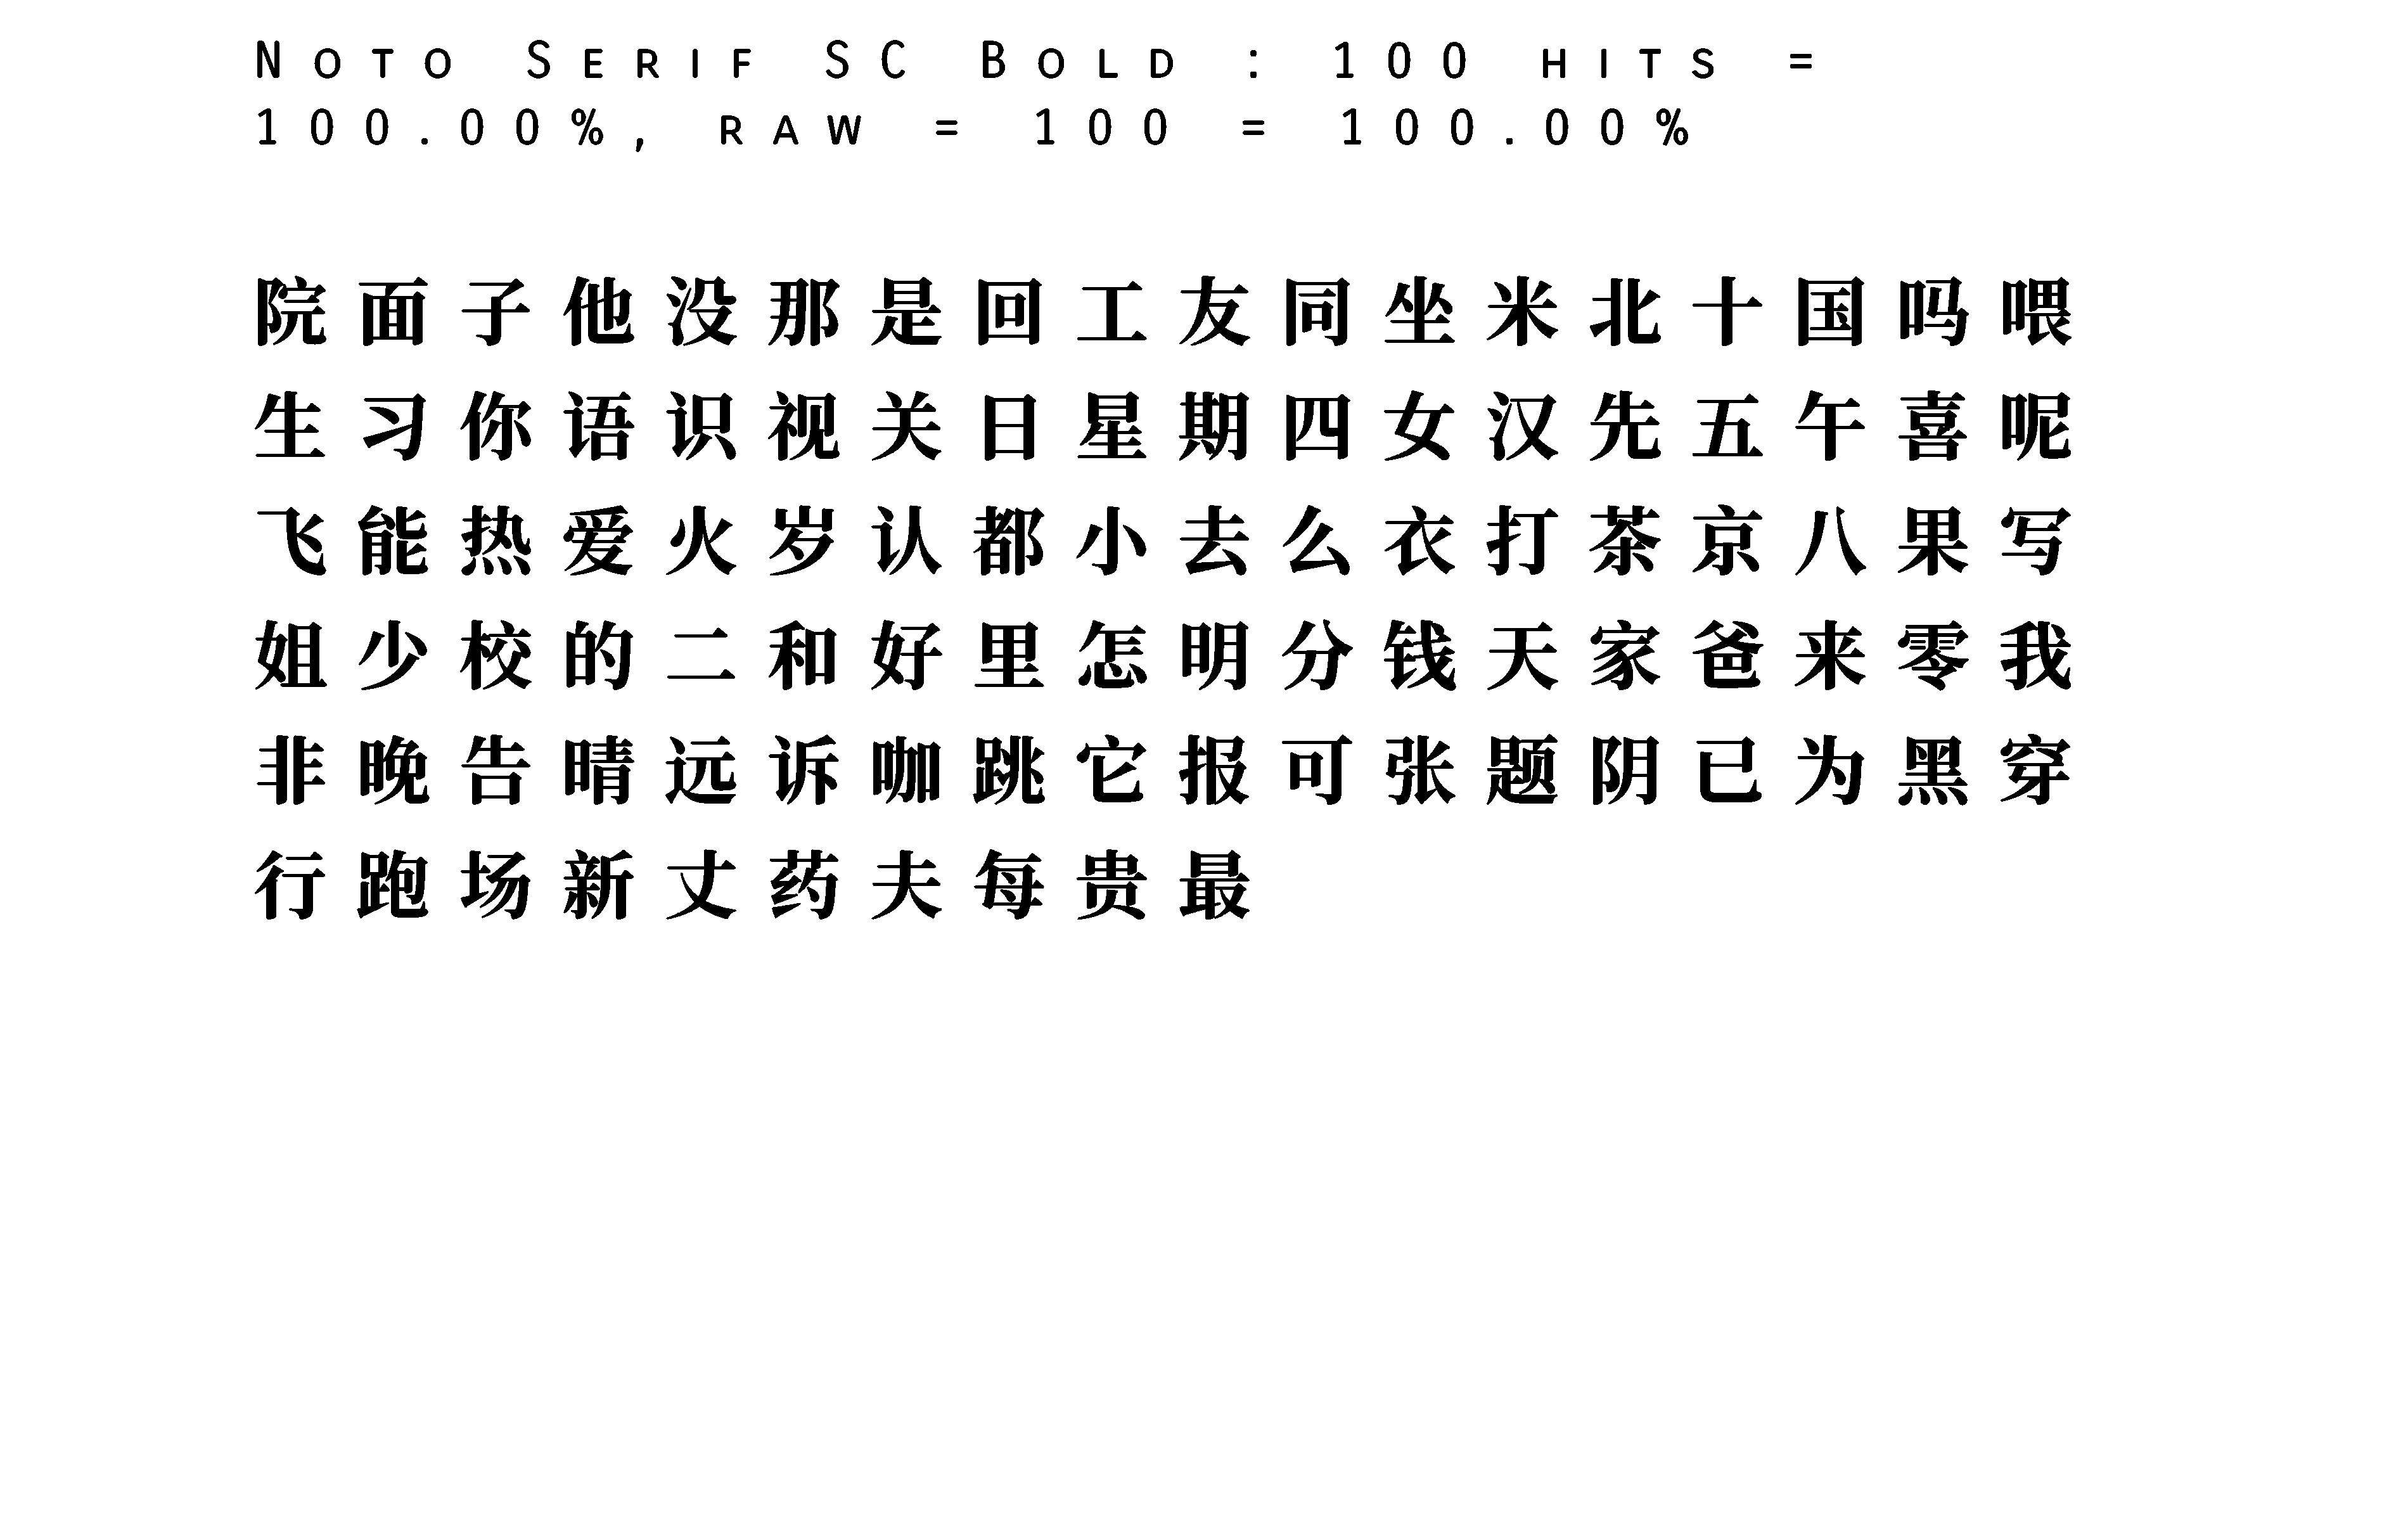 Noto Serif SC Bold : 100 hits =
100.00%, raw = 100 = 100.00%
院面子他没那是回工友同坐米北十国吗喂
生习你语识视关日星期四女汉先五午喜呢
飞能热爱火岁认都小去么衣打茶京八果写
姐少校的二和好里怎明分钱天家爸来零我
非晚告晴远诉咖跳它报可张题阴已为黑穿
行跑场新丈药夫每贵最